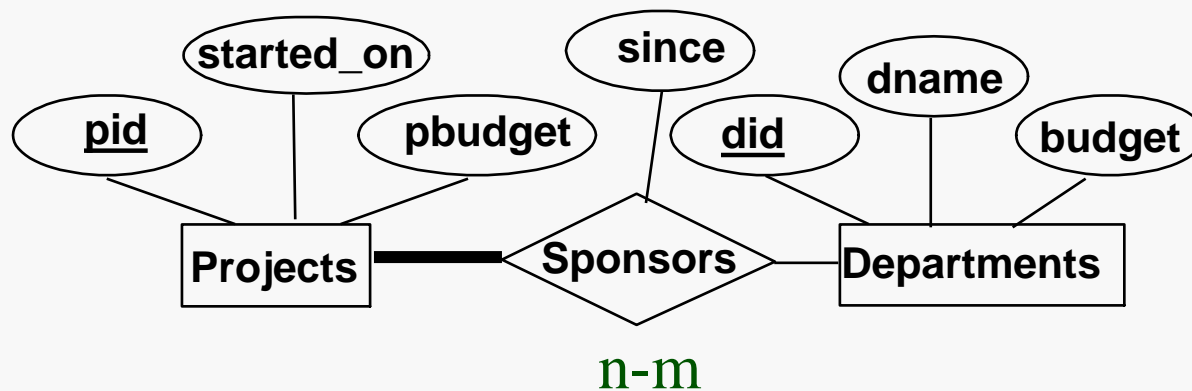 started_on
since
dname
pid
pbudget
did
budget
Projects
Sponsors
Departments
n-m